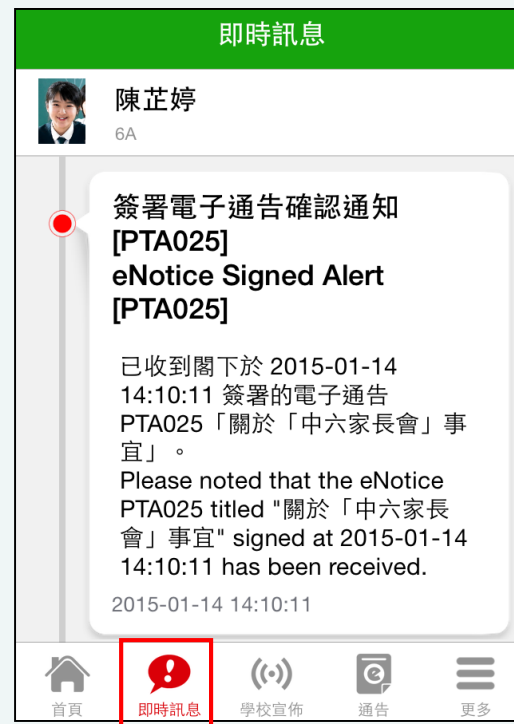 即時訊息
陳芷婷
6A
簽署電子通告確認通知
[PTA025]
eNotice Signed Alert
[PTA025]
已收到閣下於 2015-01-14
14:10:11 簽署的電子通告
PTA025「關於「中六家長會」事
宜」。
Please noted that the eNotice
PTA025 titled "關於「中六家長
會」事宜" signed at 2015-01-14
14:10:11 has been received.
2015-01-14 14:10:11
首頁 即時訊息 學校宣佈 通告 更多